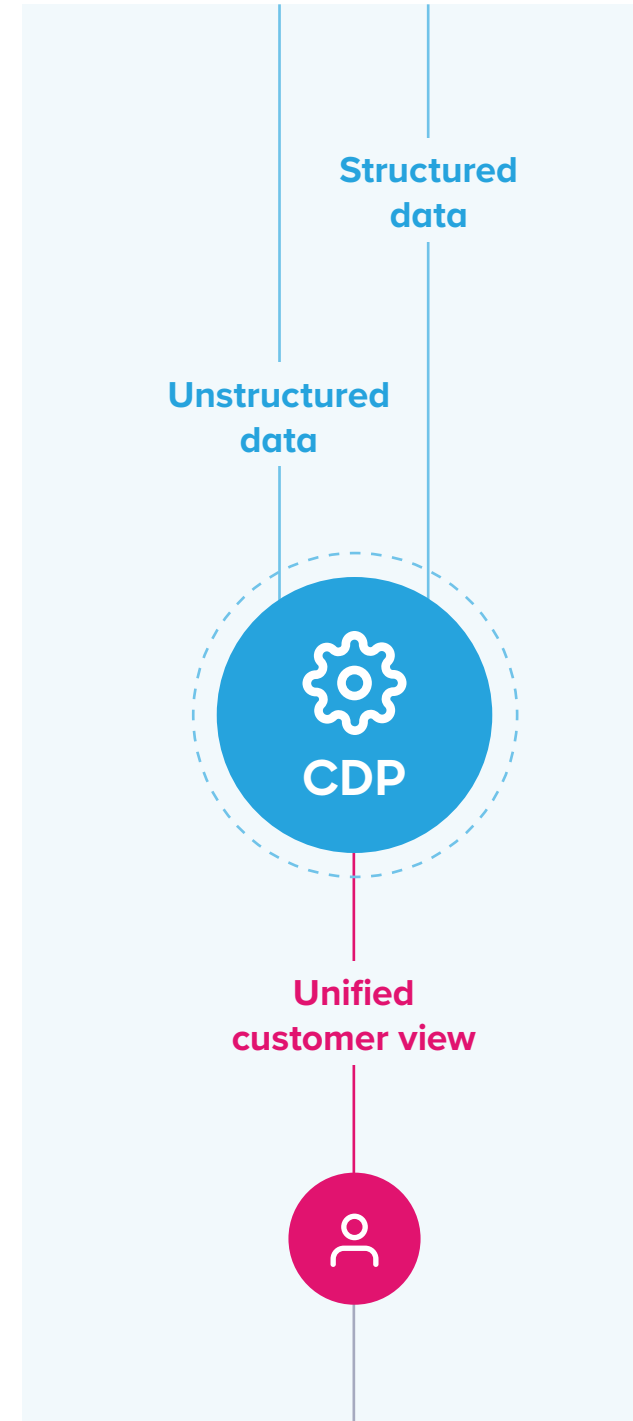 Structured
data
Unstructured
data
CDP
Unified
customer view